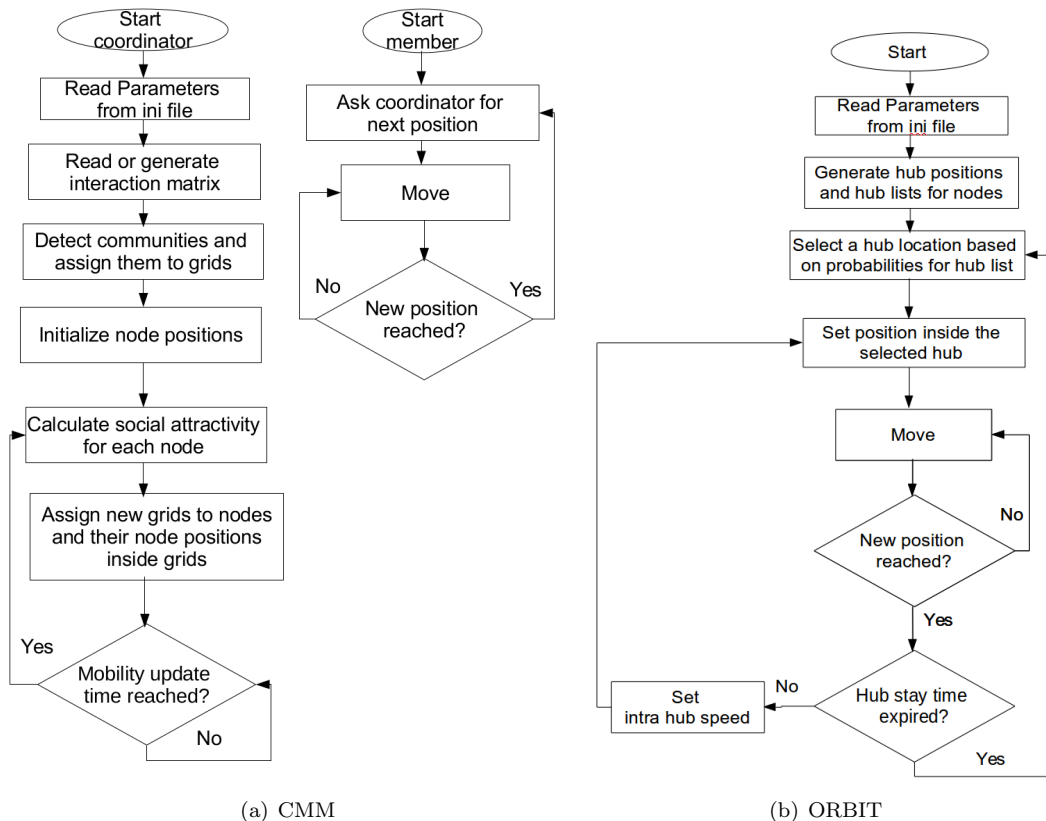 Start
coordinator
Read Parameters
from ini file
Read or generate
interaction matrix
Detect communities and
assign them to grids
Initialize node positions
Calculate social attractivity
for each node
Assign new grids to nodes
and their node positions
inside grids
Yes
Mobility update
time reached?
No
Start
member
Ask coordinator for
next position
Move
No
Yes
New position
reached?
(a) CMM
Start
Read Parameters
from ini file
Generate hub positions
and hub lists for nodes
Select a hub location based
on probabilities for hub list
Set position inside the
selected hub
Move
No
New position
reached?
Yes
Hub stay time
expired?
No
Set
intra hub speed
Yes
(b) ORBIT